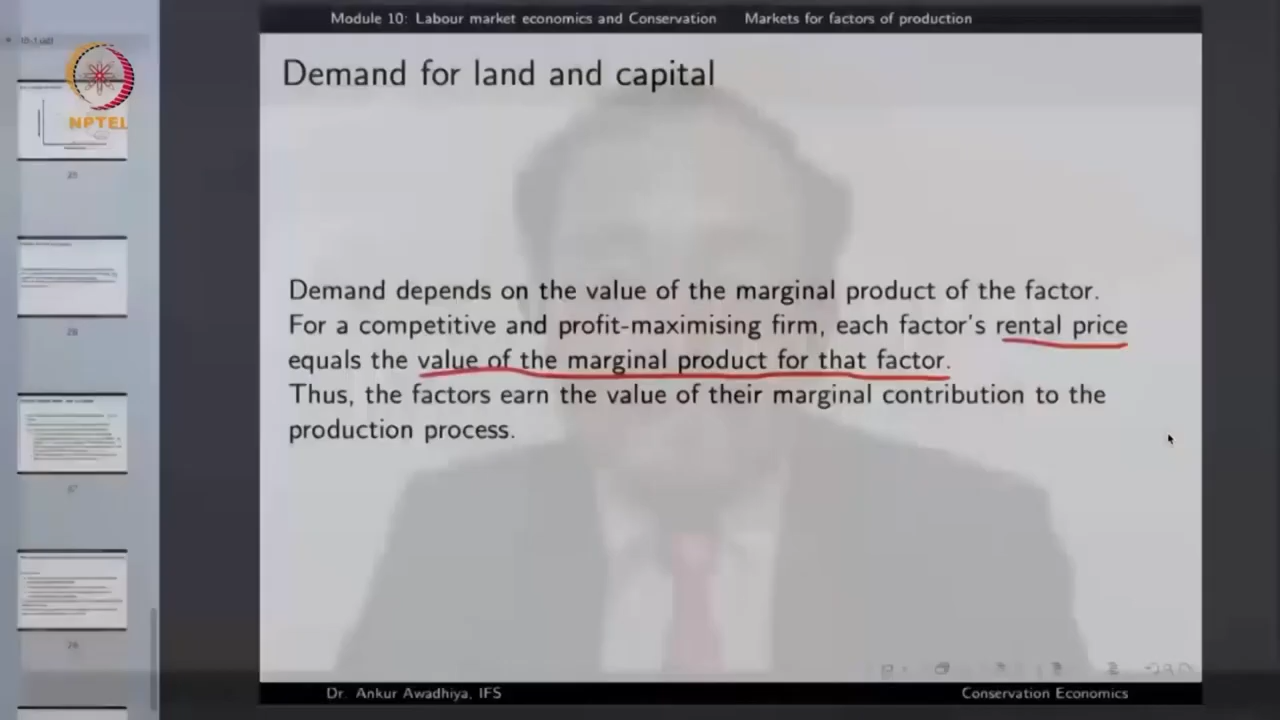 Module 10: Labour market economics and Conservation Markets for factors of production
NPTEL
Demand for land and capital
Demand depends on the value of the marginal product of the factor.
For a competitive and profit-maximising firm, each factor's rental price
equals the value of the marginal product for that factor.
Thus, the factors earn the value of their marginal contribution to the
production process.
Dr. Ankur Awadhiya, IFS
Conservation Economics